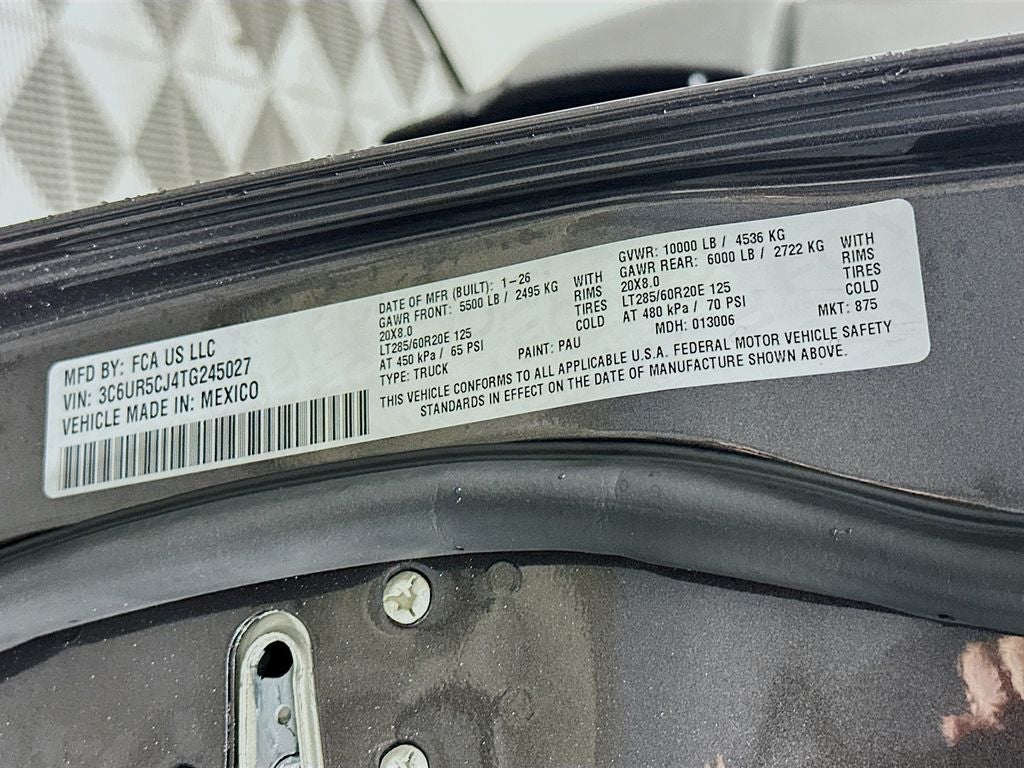 MFD BY: FCA US LLC
VIN: 3C6UR5CJ4TG245027
VEHICLE MADE IN: MEXICO
DATE OF MFR (BUILT): 1-26
GAWR FRONT: 5500 LB / 2495 KG WITH
20X8.0 RIMS
LT285/60R20E 125 TIRES
AT 450 kPa / 65 PSI COLD
TYPE: TRUCK PAINT: PAU
GVWR: 10000 LB / 4536 KG
GAWR REAR: 6000 LB / 2722 KG WITH
20X8.0 RIMS
LT285/60R20E 125 TIRES
AT 480 kPa / 70 PSI COLD
MDH: 013006 MKT: 875
THIS VEHICLE CONFORMS TO ALL APPLICABLE U.S.A. FEDERAL MOTOR VEHICLE SAFETY
STANDARDS IN EFFECT ON THE DATE OF MANUFACTURE SHOWN ABOVE.